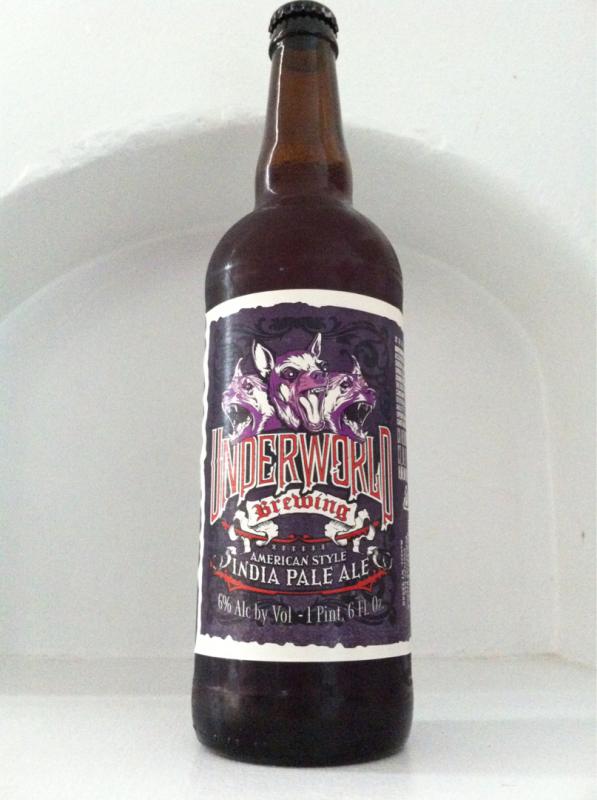 UNDERWORLD
Brewing
AMERICAN STYLE
INDIA PALE ALE
6% Alc by Vol - 1 Pint, 6 Fl. Oz.